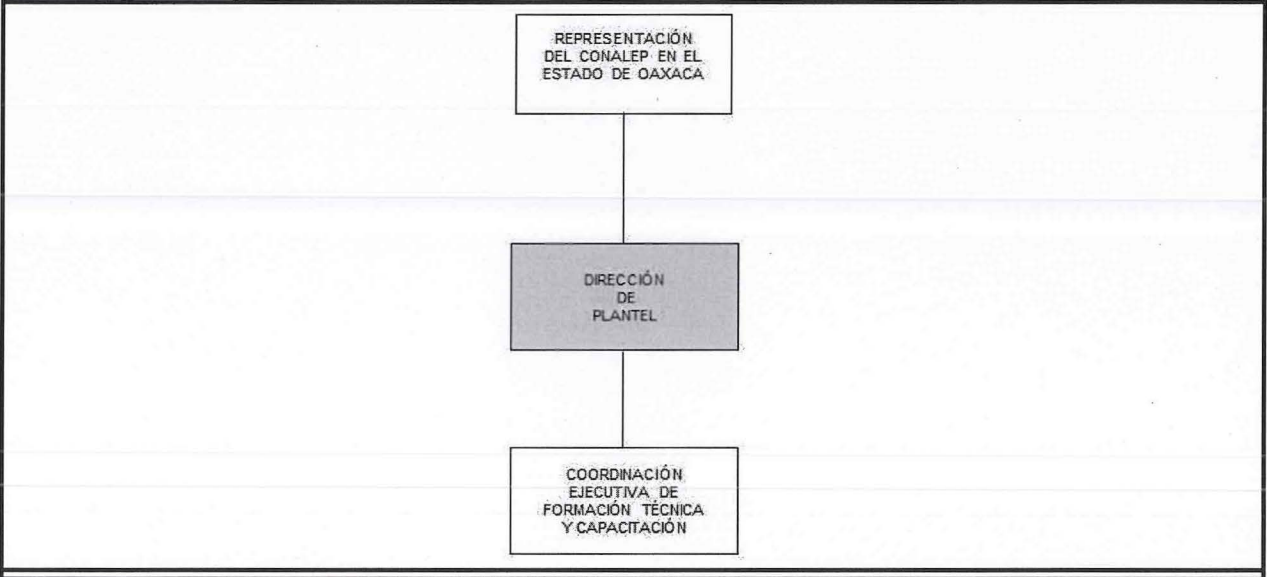 REPRESENTACIÓN
DEL CONALEP EN EL
ESTADO DE OAXACA
DIRECCIÓN
DE
PLANTEL
COORDINACIÓN
EJECUTIVA DE
FORMACIÓN TÉCNICA
Y CAPACITACIÓN